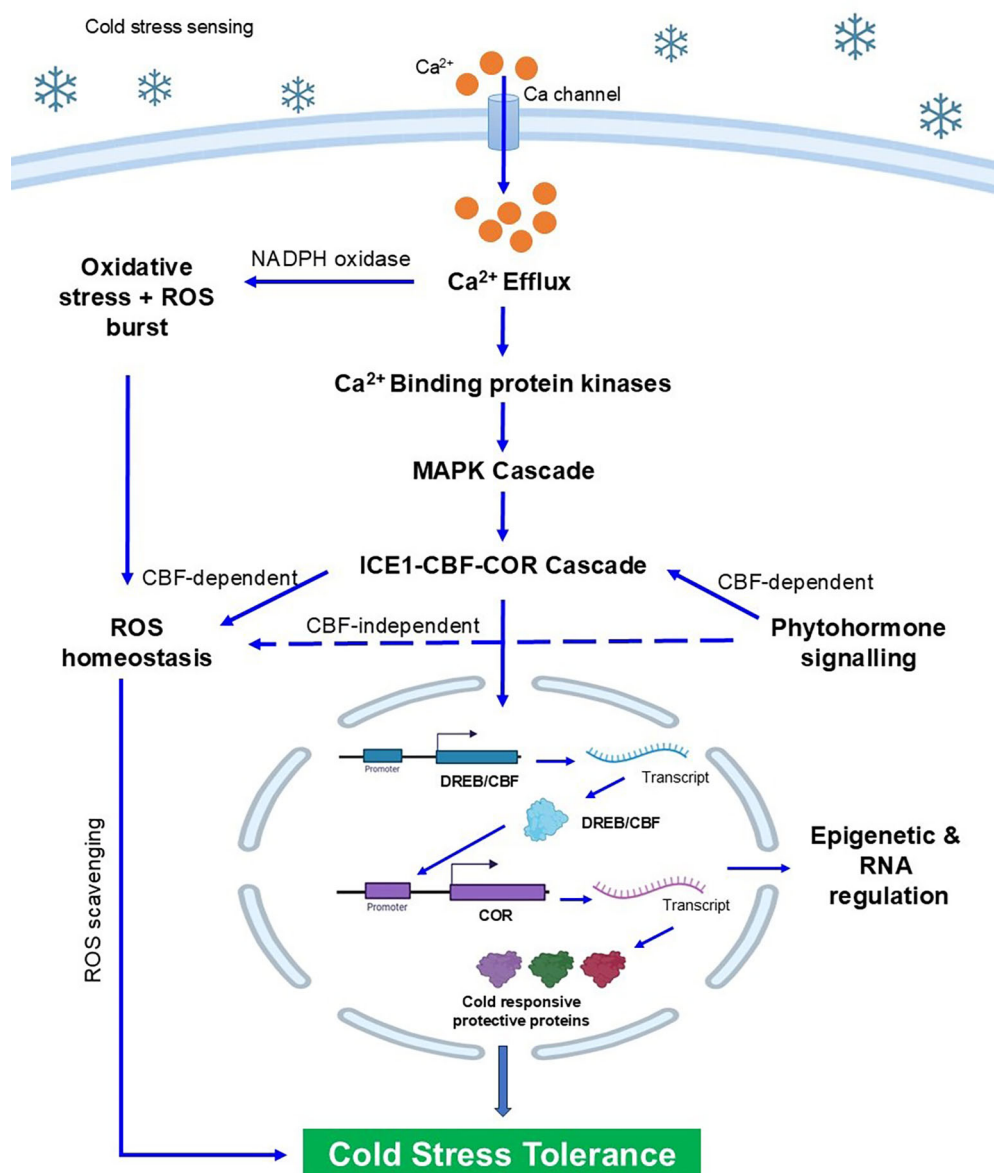 Cold stress sensing
Ca²⁺
Ca channel
NADPH oxidase
Oxidative
stress + ROS
burst
Ca²⁺ Efflux
Ca²⁺ Binding protein kinases
MAPK Cascade
ICE1-CBF-COR Cascade
CBF-dependent
CBF-dependent
ROS
homeostasis
CBF-independent
Phytohormone
signalling
Promoter
DREB/CBF
Transcript
DREB/CBF
Promoter
COR
Transcript
Epigenetic &
RNA
regulation
Cold responsive
protective proteins
ROS scavenging
Cold Stress Tolerance